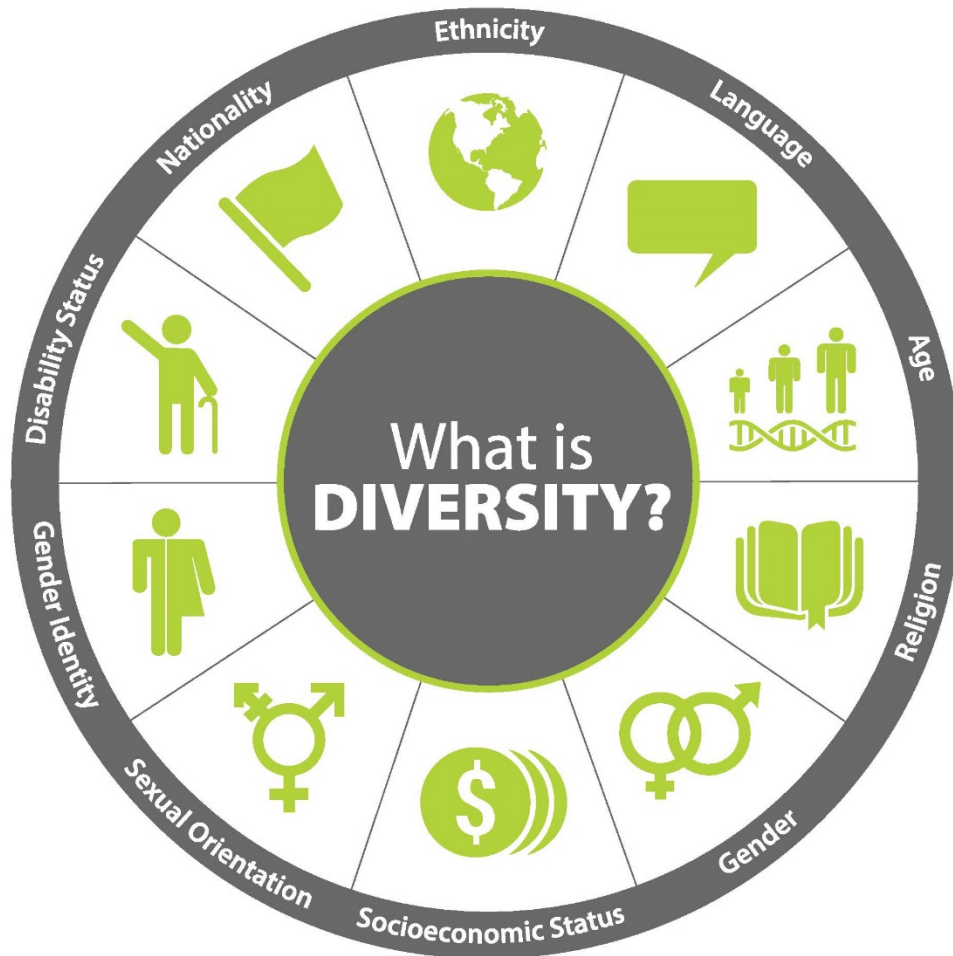 Ethnicity
Language
Age
Religion
Gender
Socioeconomic Status
Sexual Orientation
Gender Identity
Disability Status
Nationality
What is
DIVERSITY?
$